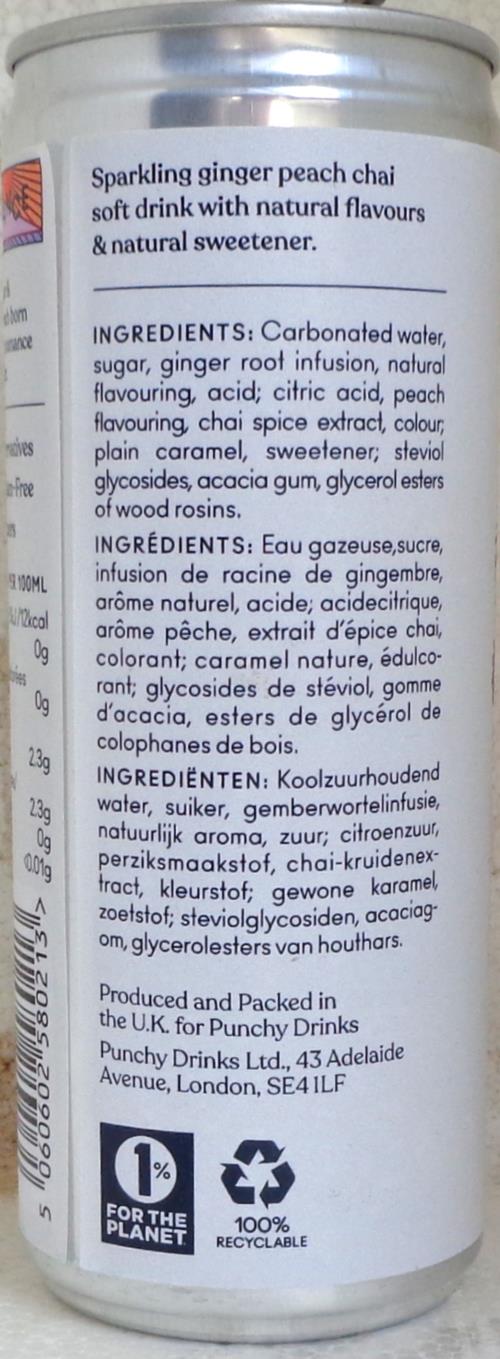 Sparkling ginger peach chai
soft drink with natural flavours
& natural sweetener.
INGREDIENTS: Carbonated water,
sugar, ginger root infusion, natural
flavouring, acid; citric acid, peach
flavouring, chai spice extract, colour;
plain caramel, sweetener; steviol
glycosides, acacia gum, glycerol esters
of wood rosins.
INGRÉDIENTS: Eau gazeuse,sucre,
infusion de racine de gingembre,
arôme naturel, acide; acidecitrique,
arôme pêche, extrait d'épice chai,
colorant; caramel nature, édulco-
rant; glycosides de stéviol, gomme
d'acacia, esters de glycérol de
colophanes de bois.
INGREDIËNTEN: Koolzuurhoudend
water, suiker, gemberwortelinfusie,
natuurlijk aroma, zuur; citroenzuur,
perziksmaakstof, chai-kruidenex-
tract, kleurstof; gewone karamel,
zoetstof; steviolglycosiden, acaciag-
om, glycerolesters van houthars.
Produced and Packed in
the U.K. for Punchy Drinks
Punchy Drinks Ltd., 43 Adelaide
Avenue, London, SE4 1LF
1%
FOR THE
PLANET
100%
RECYCLABLE
100ML
/12kcal
0g
0g
2.3g
2.3g
0g
0.01g
5 060602 580213 >